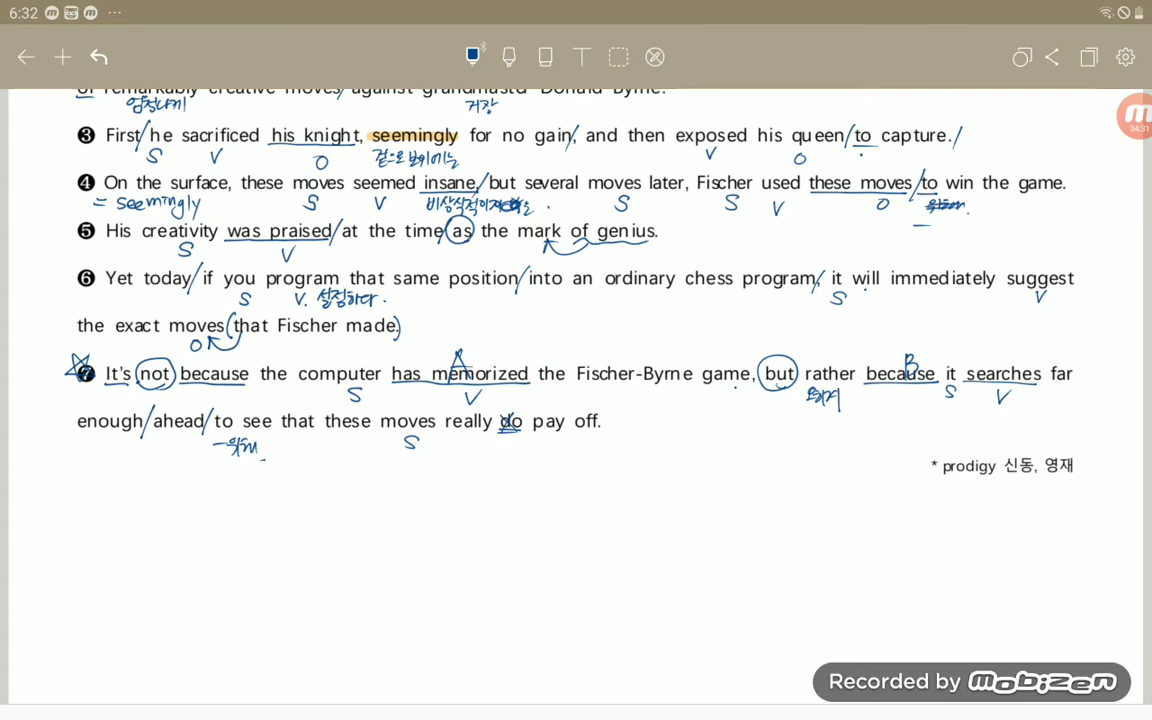 6:32
of remarkably creative moves/ against grandmaster Donald Byrne.
엄청나게 거장
❸ First/ he sacrificed his knight, seemingly for no gain/, and then exposed his queen/ to capture./
S V O 겉으로 보기에는 V O
❹ On the surface, these moves seemed insane,/ but several moves later, Fischer used these moves/ to win the game.
= seemingly S V S S V O
❺ His creativity was praised/ at the time/ as the mark of genius.
S V
❻ Yet today/ if you program that same position/ into an ordinary chess program/, it will immediately suggest
S V. 설정하다. S V
the exact moves (that Fischer made.)
O
A B
❼ It's not because the computer has memorized the Fischer-Byrne game, but rather because it searches far
S V 오히려 S V
enough/ ahead/ to see that these moves really do pay off.
S
* prodigy 신동, 영재
34:31
Recorded by mobizen